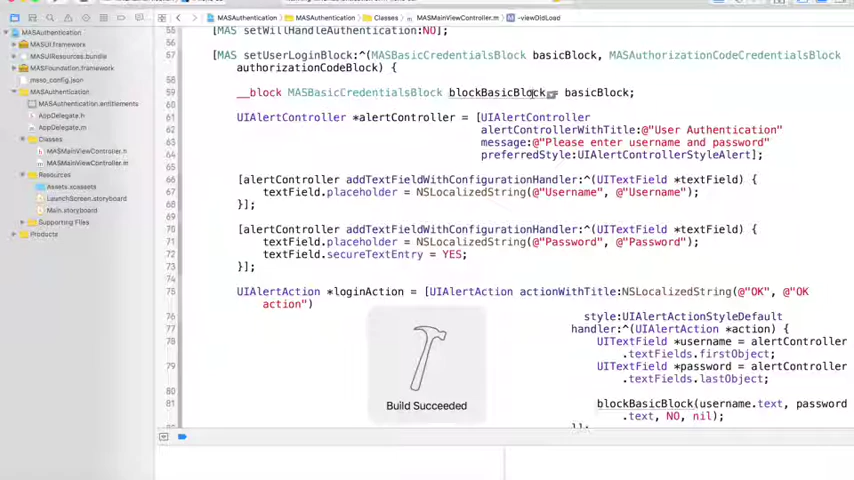 MASAuthentication
MASAuthentication
Classes
MASMainViewController.m
-viewDidLoad
MASAuthentication
MASUI.framework
MASUIResources.bundle
MASFoundation.framework
MASAuthentication
MASAuthentication.entitlements
AppDelegate.h
AppDelegate.m
Classes
MASMainViewController.h
MASMainViewController.m
Resources
Assets.xcassets
LaunchScreen.storyboard
Main.storyboard
Supporting Files
Products
55 [MAS setWillHandleAuthentication:NO];
56
57 [MAS setUserLoginBlock:^(MASBasicCredentialsBlock basicBlock, MASAuthorizationCodeCredentialsBlock
authorizationCodeBlock) {
58
59 __block MASBasicCredentialsBlock blockBasicBlock = basicBlock;
60
61 UIAlertController *alertController = [UIAlertController
62 alertControllerWithTitle:@"User Authentication"
63 message:@"Please enter username and password"
64 preferredStyle:UIAlertControllerStyleAlert];
65
66 [alertController addTextFieldWithConfigurationHandler:^(UITextField *textField) {
67 textField.placeholder = NSLocalizedString(@"Username", @"Username");
68 }];
69
70 [alertController addTextFieldWithConfigurationHandler:^(UITextField *textField) {
71 textField.placeholder = NSLocalizedString(@"Password", @"Password");
72 textField.secureTextEntry = YES;
73 }];
74
75 UIAlertAction *loginAction = [UIAlertAction actionWithTitle:NSLocalizedString(@"OK", @"OK
action")
76 style:UIAlertActionStyleDefault
77 handler:^(UIAlertAction *action) {
78 UITextField *username = alertController
.textFields.firstObject;
79 UITextField *password = alertController
.textFields.lastObject;
80
81 blockBasicBlock(username.text, password
.text, NO, nil);
}];
Build Succeeded